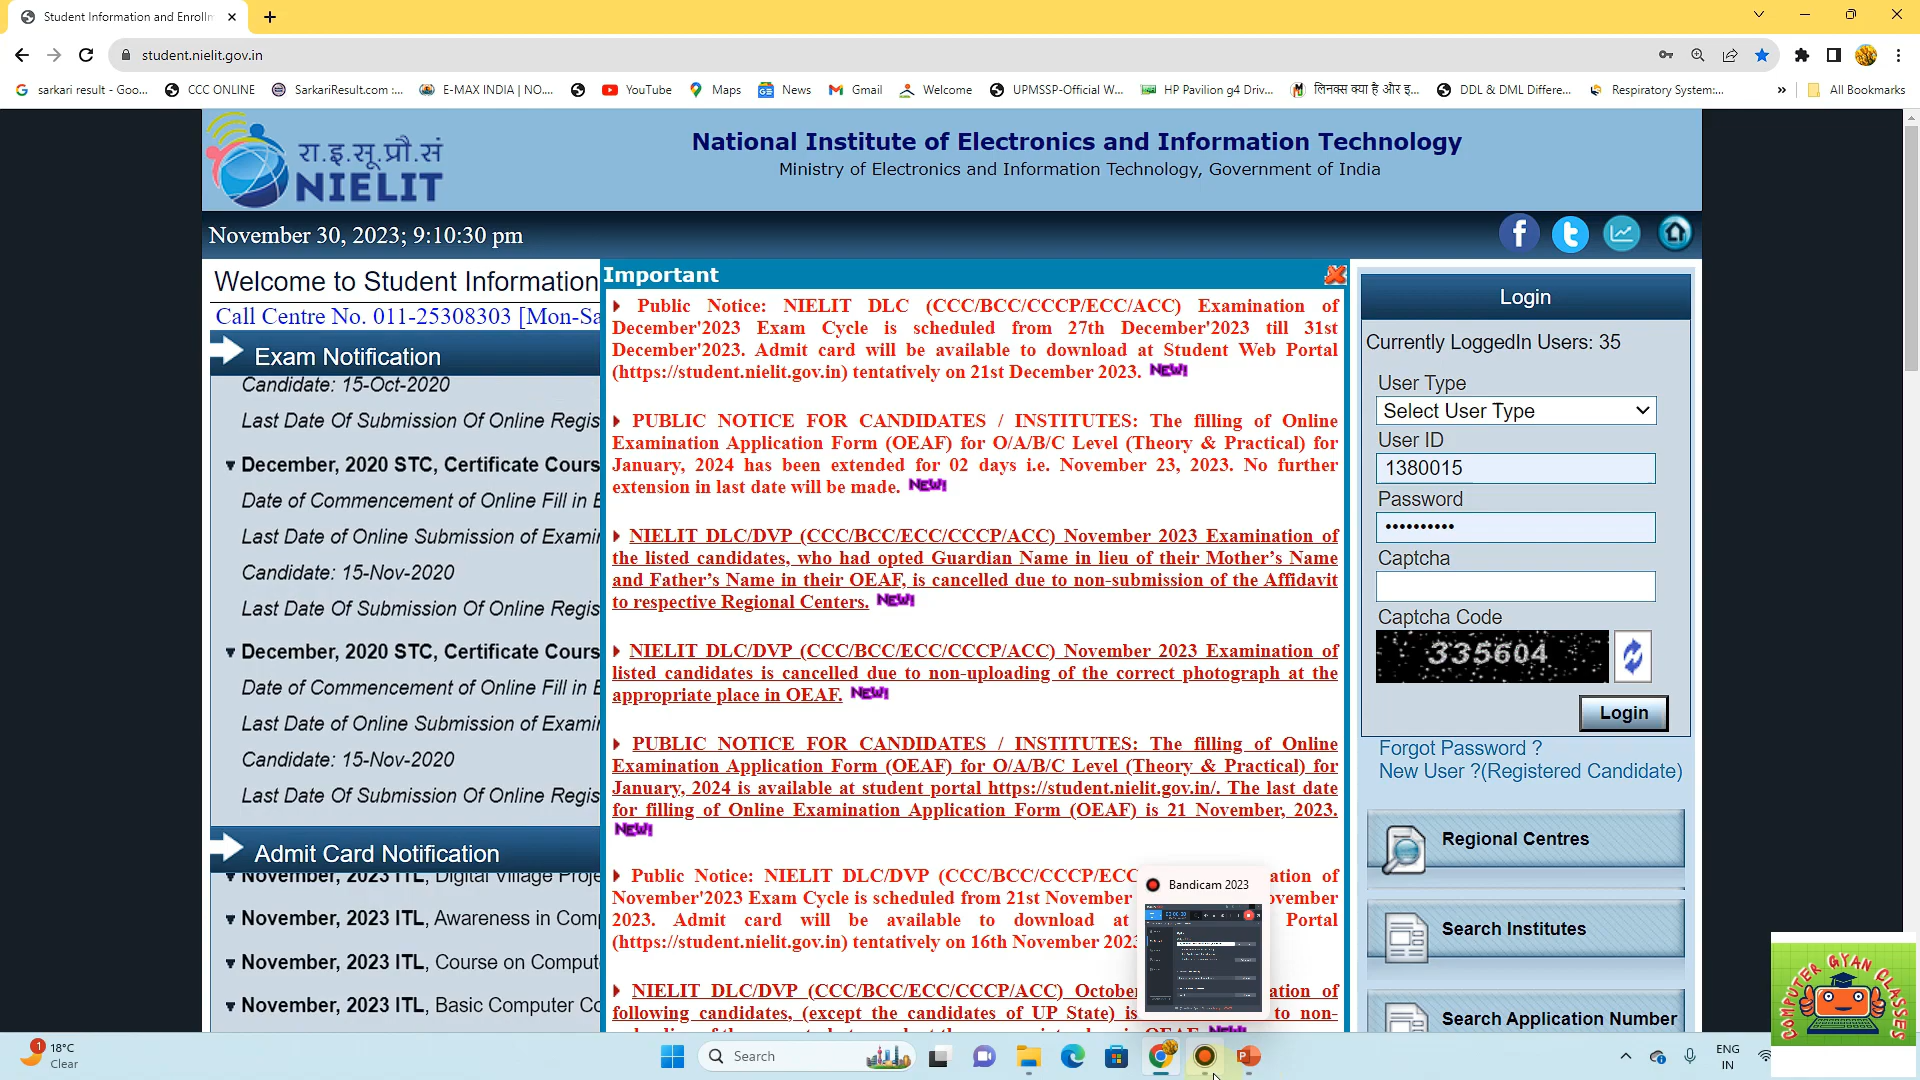 Student Information and Enrolln
student.nielit.gov.in
sarkari result - Goo...
CCC ONLINE
SarkariResult.com :...
E-MAX INDIA | NO....
YouTube
Maps
News
Gmail
Welcome
UPMSSP-Official W...
HP Pavilion g4 Driv...
लिनक्स क्या है और इ...
DDL & DML Differe...
Respiratory System:...
All Bookmarks
रा.इ.सू.प्रौ.सं
NIELIT
National Institute of Electronics and Information Technology
Ministry of Electronics and Information Technology, Government of India
November 30, 2023; 9:10:30 pm
Welcome to Student Information
Call Centre No. 011-25308303 [Mon-Sa
Exam Notification
Candidate: 15-Oct-2020
Last Date Of Submission Of Online Regis
December, 2020 STC, Certificate Cours
Date of Commencement of Online Fill in E
Last Date of Online Submission of Exami
Candidate: 15-Nov-2020
Last Date Of Submission Of Online Regis
December, 2020 STC, Certificate Cours
Date of Commencement of Online Fill in E
Last Date of Online Submission of Exami
Candidate: 15-Nov-2020
Last Date Of Submission Of Online Regis
Admit Card Notification
November, 2023 ITL, Digital Village Proje
November, 2023 ITL, Awareness in Comp
November, 2023 ITL, Course on Compute
November, 2023 ITL, Basic Computer Co
Important
Public Notice: NIELIT DLC (CCC/BCC/CCCP/ECC/ACC) Examination of
December'2023 Exam Cycle is scheduled from 27th December'2023 till 31st
December'2023. Admit card will be available to download at Student Web Portal
(https://student.nielit.gov.in) tentatively on 21st December 2023. NEW!
PUBLIC NOTICE FOR CANDIDATES / INSTITUTES: The filling of Online
Examination Application Form (OEAF) for O/A/B/C Level (Theory & Practical) for
January, 2024 has been extended for 02 days i.e. November 23, 2023. No further
extension in last date will be made. NEW!
NIELIT DLC/DVP (CCC/BCC/ECC/CCCP/ACC) November 2023 Examination of
the listed candidates, who had opted Guardian Name in lieu of their Mother's Name
and Father's Name in their OEAF, is cancelled due to non-submission of the Affidavit
to respective Regional Centers. NEW!
NIELIT DLC/DVP (CCC/BCC/ECC/CCCP/ACC) November 2023 Examination of
listed candidates is cancelled due to non-uploading of the correct photograph at the
appropriate place in OEAF. NEW!
PUBLIC NOTICE FOR CANDIDATES / INSTITUTES: The filling of Online
Examination Application Form (OEAF) for O/A/B/C Level (Theory & Practical) for
January, 2024 is available at student portal https://student.nielit.gov.in/. The last date
for filling of Online Examination Application Form (OEAF) is 21 November, 2023.
NEW!
Public Notice: NIELIT DLC/DVP (CCC/BCC/CCCP/ECC ation of
November'2023 Exam Cycle is scheduled from 21st November ovember
2023. Admit card will be available to download at Portal
(https://student.nielit.gov.in) tentatively on 16th November 2023
NIELIT DLC/DVP (CCC/BCC/ECC/CCCP/ACC) Octobe ation of
following candidates, (except the candidates of UP State) is to non-
Bandicam 2023
Login
Currently LoggedIn Users: 35
User Type
Select User Type
User ID
1380015
Password
••••••••••
Captcha
Captcha Code
335604
Login
Forgot Password ?
New User ?(Registered Candidate)
Regional Centres
Search Institutes
Search Application Number
COMPUTER GYAN CLASSES
1
18°C
Clear
Search
ENG
IN